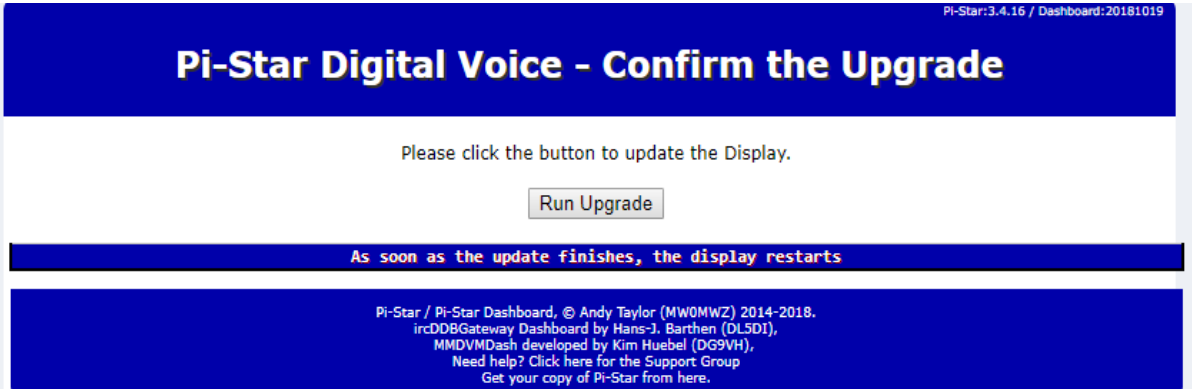 Pi-Star:3.4.16 / Dashboard:20181019
Pi-Star Digital Voice - Confirm the Upgrade
Please click the button to update the Display.
Run Upgrade
As soon as the update finishes, the display restarts
Pi-Star / Pi-Star Dashboard, © Andy Taylor (MW0MWZ) 2014-2018.
ircDDBGateway Dashboard by Hans-J. Barthen (DL5DI),
MMDVMDash developed by Kim Huebel (DG9VH),
Need help? Click here for the Support Group
Get your copy of Pi-Star from here.